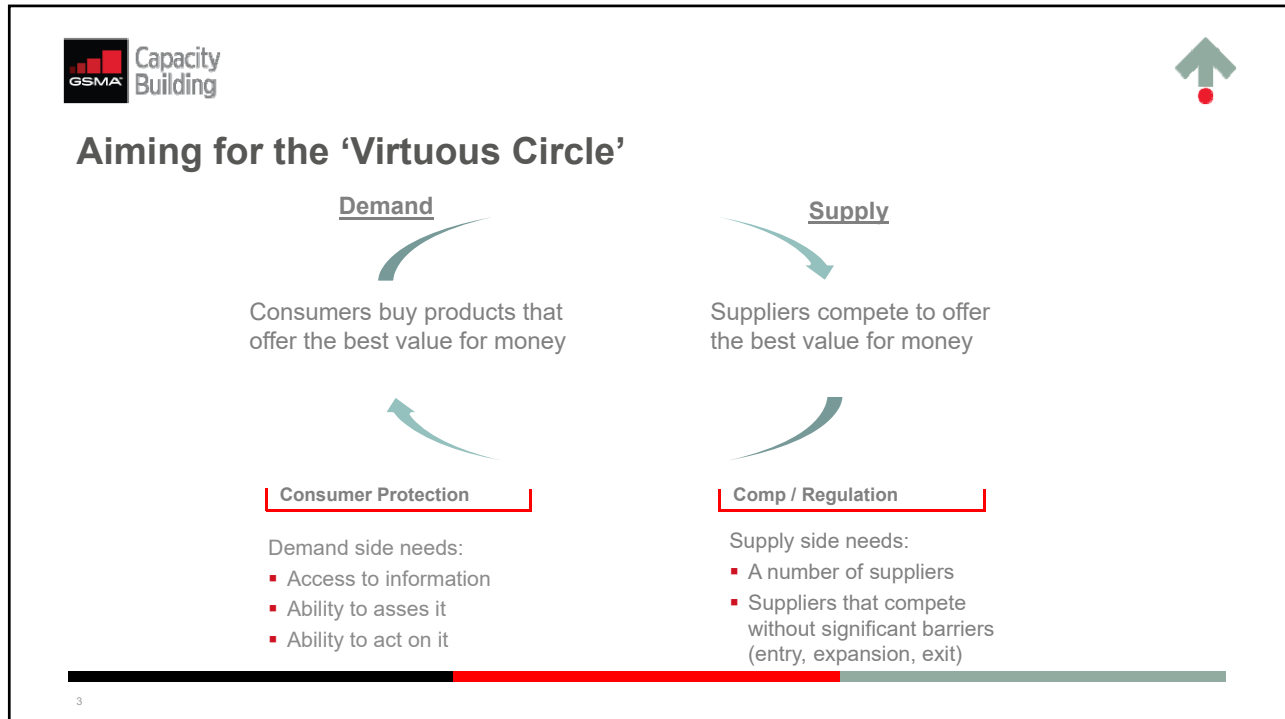 GSMA
Capacity
Building
Aiming for the ‘Virtuous Circle’
Demand
Consumers buy products that
offer the best value for money
Supply
Suppliers compete to offer
the best value for money
Consumer Protection
Demand side needs:
▪ Access to information
▪ Ability to asses it
▪ Ability to act on it
Comp / Regulation
Supply side needs:
▪ A number of suppliers
▪ Suppliers that compete
without significant barriers
(entry, expansion, exit)
3